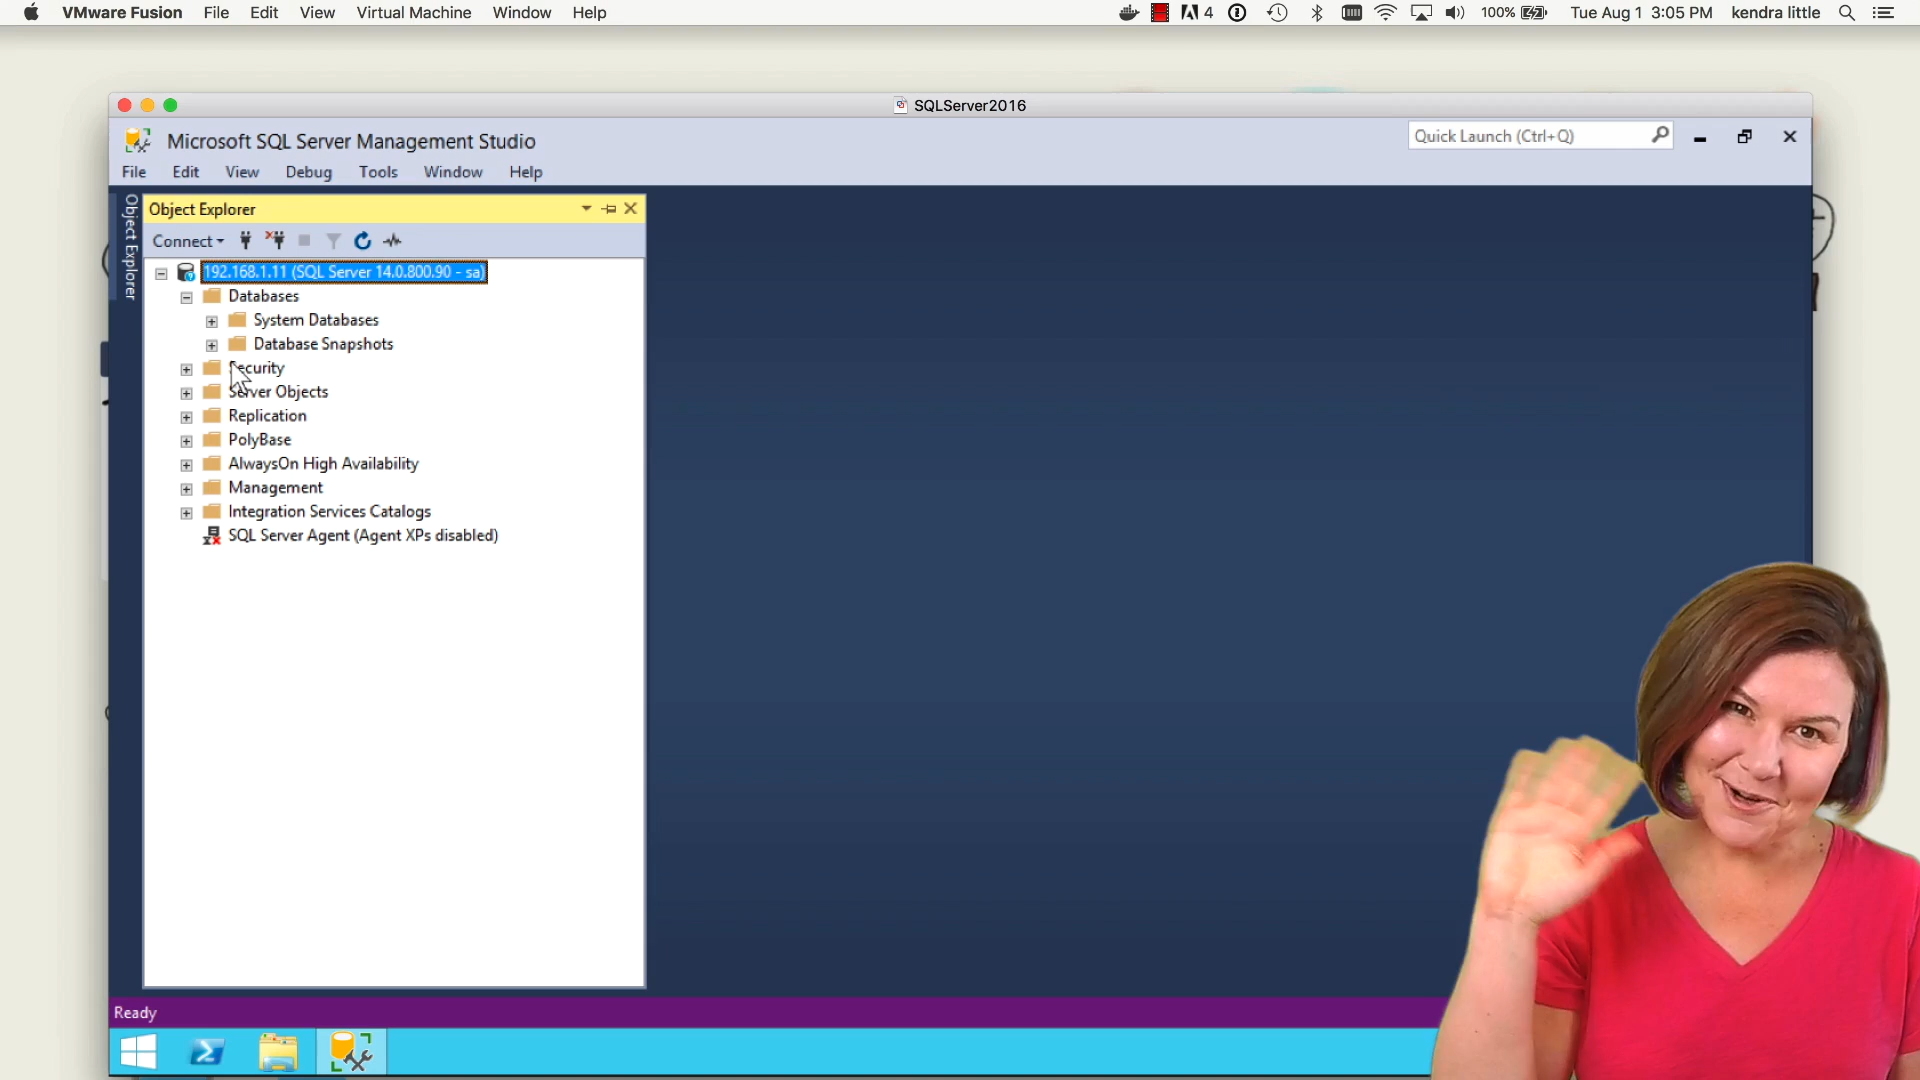 VMware Fusion File Edit View Virtual Machine Window Help 4 100% Tue Aug 1 3:05 PM kendra little
SQLServer2016
Microsoft SQL Server Management Studio
Quick Launch (Ctrl+Q)
File Edit View Debug Tools Window Help
Object Explorer
Object Explorer
Connect
192.168.1.11 (SQL Server 14.0.800.90 - sa)
Databases
System Databases
Database Snapshots
Security
Server Objects
Replication
PolyBase
AlwaysOn High Availability
Management
Integration Services Catalogs
SQL Server Agent (Agent XPs disabled)
Ready